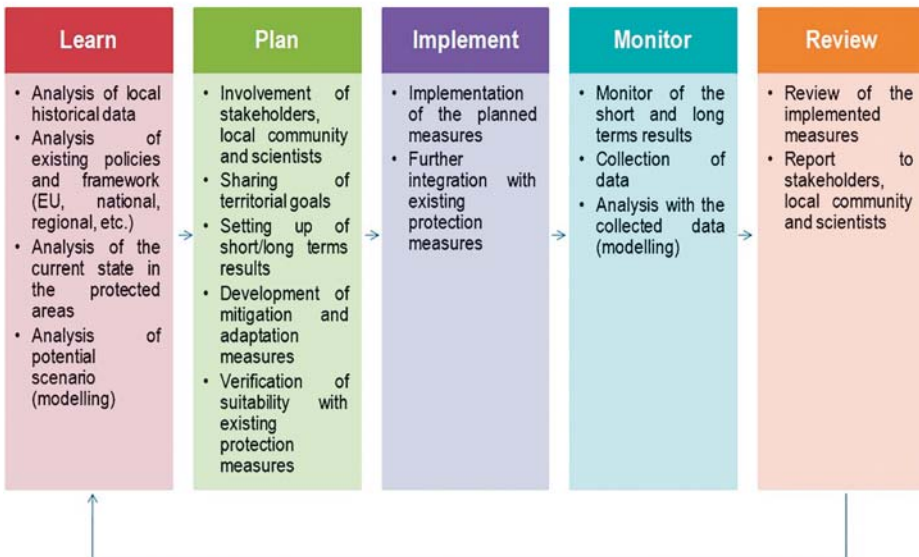 Learn
• Analysis of local
historical data
• Analysis of
existing policies
and framework
(EU, national,
regional, etc.)
• Analysis of the
current state in
the protected
areas
• Analysis of
potential
scenario
(modelling)
Plan
• Involvement of
stakeholders,
local community
and scientists
• Sharing of
territorial goals
• Setting up of
short/long terms
results
• Development of
mitigation and
adaptation
measures
• Verification of
suitability with
existing
protection
measures
Implement
• Implementation
of the planned
measures
• Further
integration with
existing
protection
measures
Monitor
• Monitor of the
short and long
terms results
• Collection of
data
• Analysis with the
collected data
(modelling)
Review
• Review of the
implemented
measures
• Report to
stakeholders,
local community
and scientists